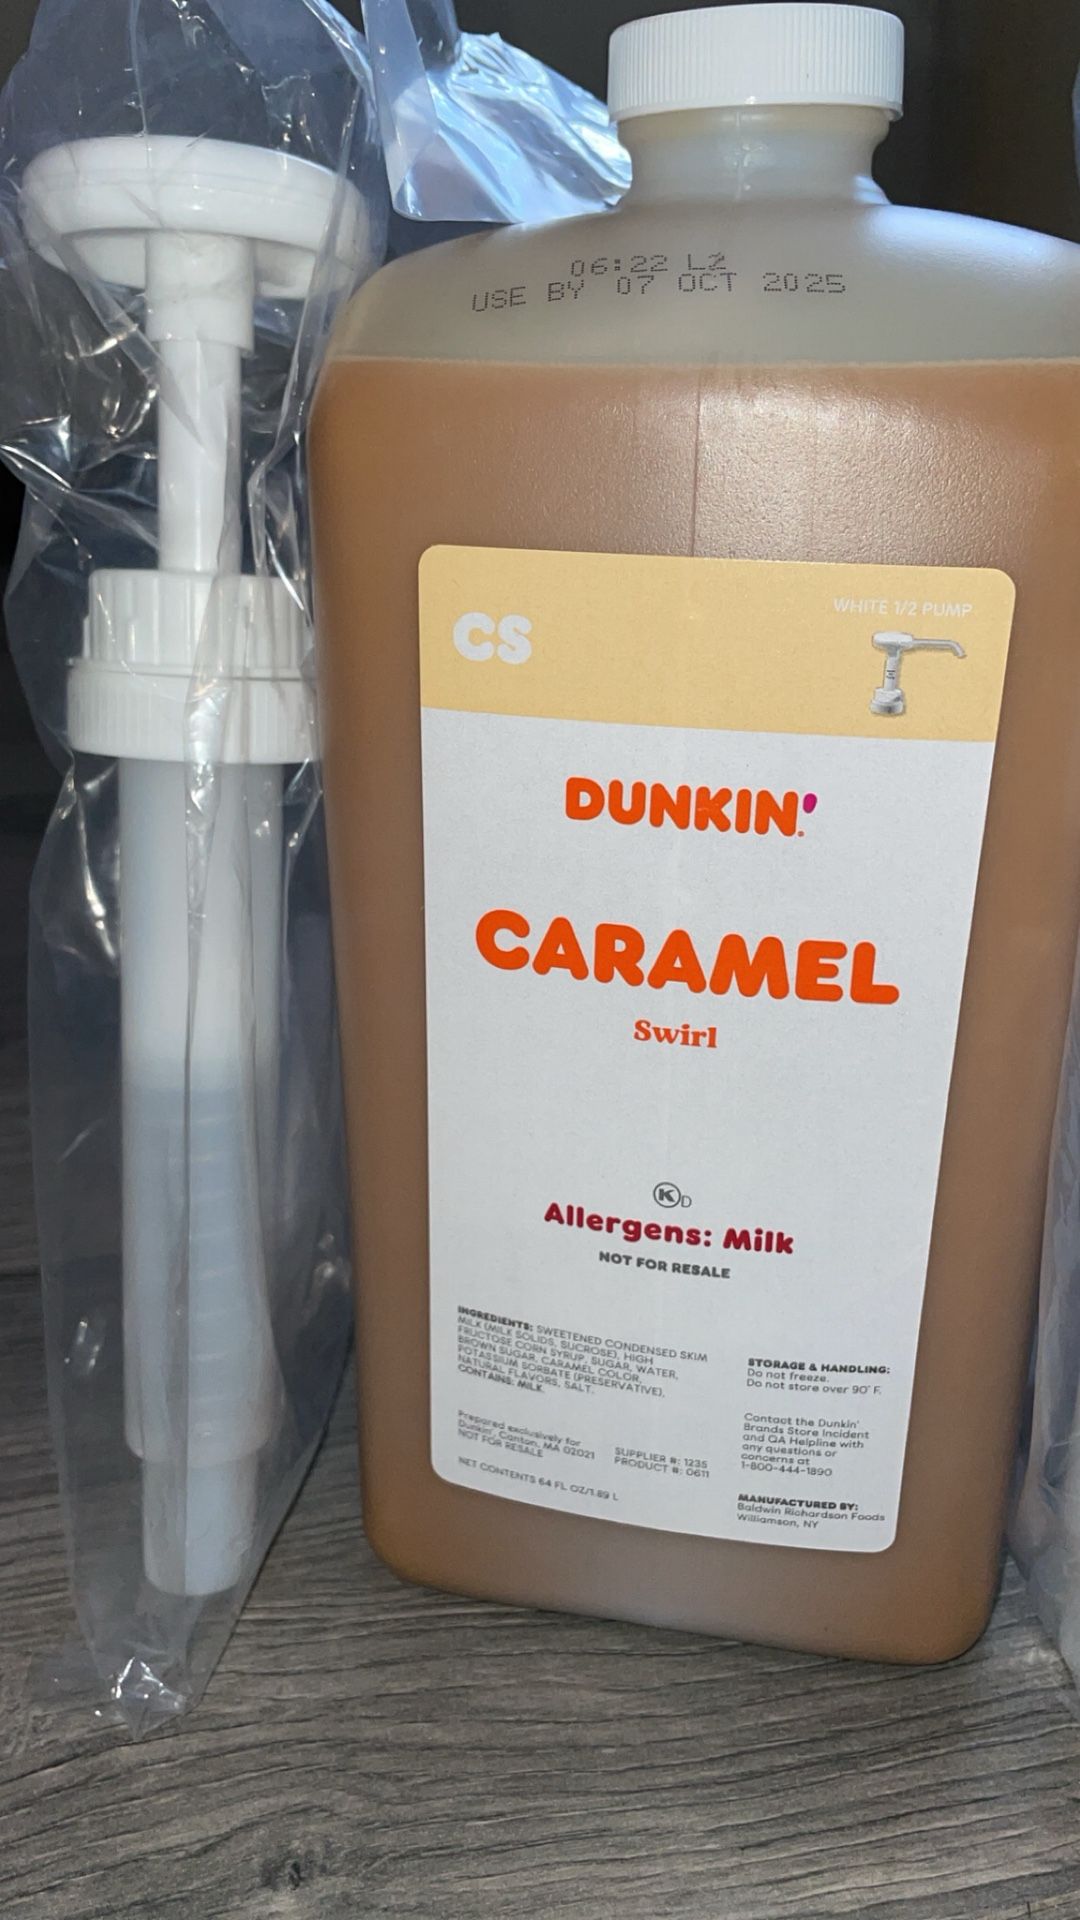 06:22 L2
USE BY 07 OCT 2025
CS
WHITE 1/2 PUMP
DUNKIN'
CARAMEL
Swirl
K D
Allergens: Milk
NOT FOR RESALE
INGREDIENTS: SWEETENED CONDENSED SKIM
MILK (MILK SOLIDS, SUCROSE), HIGH
FRUCTOSE CORN SYRUP, SUGAR, WATER,
BROWN SUGAR, CARAMEL COLOR,
POTASSIUM SORBATE (PRESERVATIVE),
NATURAL FLAVORS, SALT.
CONTAINS: MILK.
Prepared exclusively for
Dunkin', Canton, MA 02021
NOT FOR RESALE
SUPPLIER #: 1235
PRODUCT #: 0611
NET CONTENTS 64 FL OZ/1.89 L
STORAGE & HANDLING:
Do not freeze.
Do not store over 90° F.
Contact the Dunkin'
Brands Store Incident
and QA Helpline with
any questions or
concerns at
1-800-444-1890
MANUFACTURED BY:
Baldwin Richardson Foods
Williamson, NY